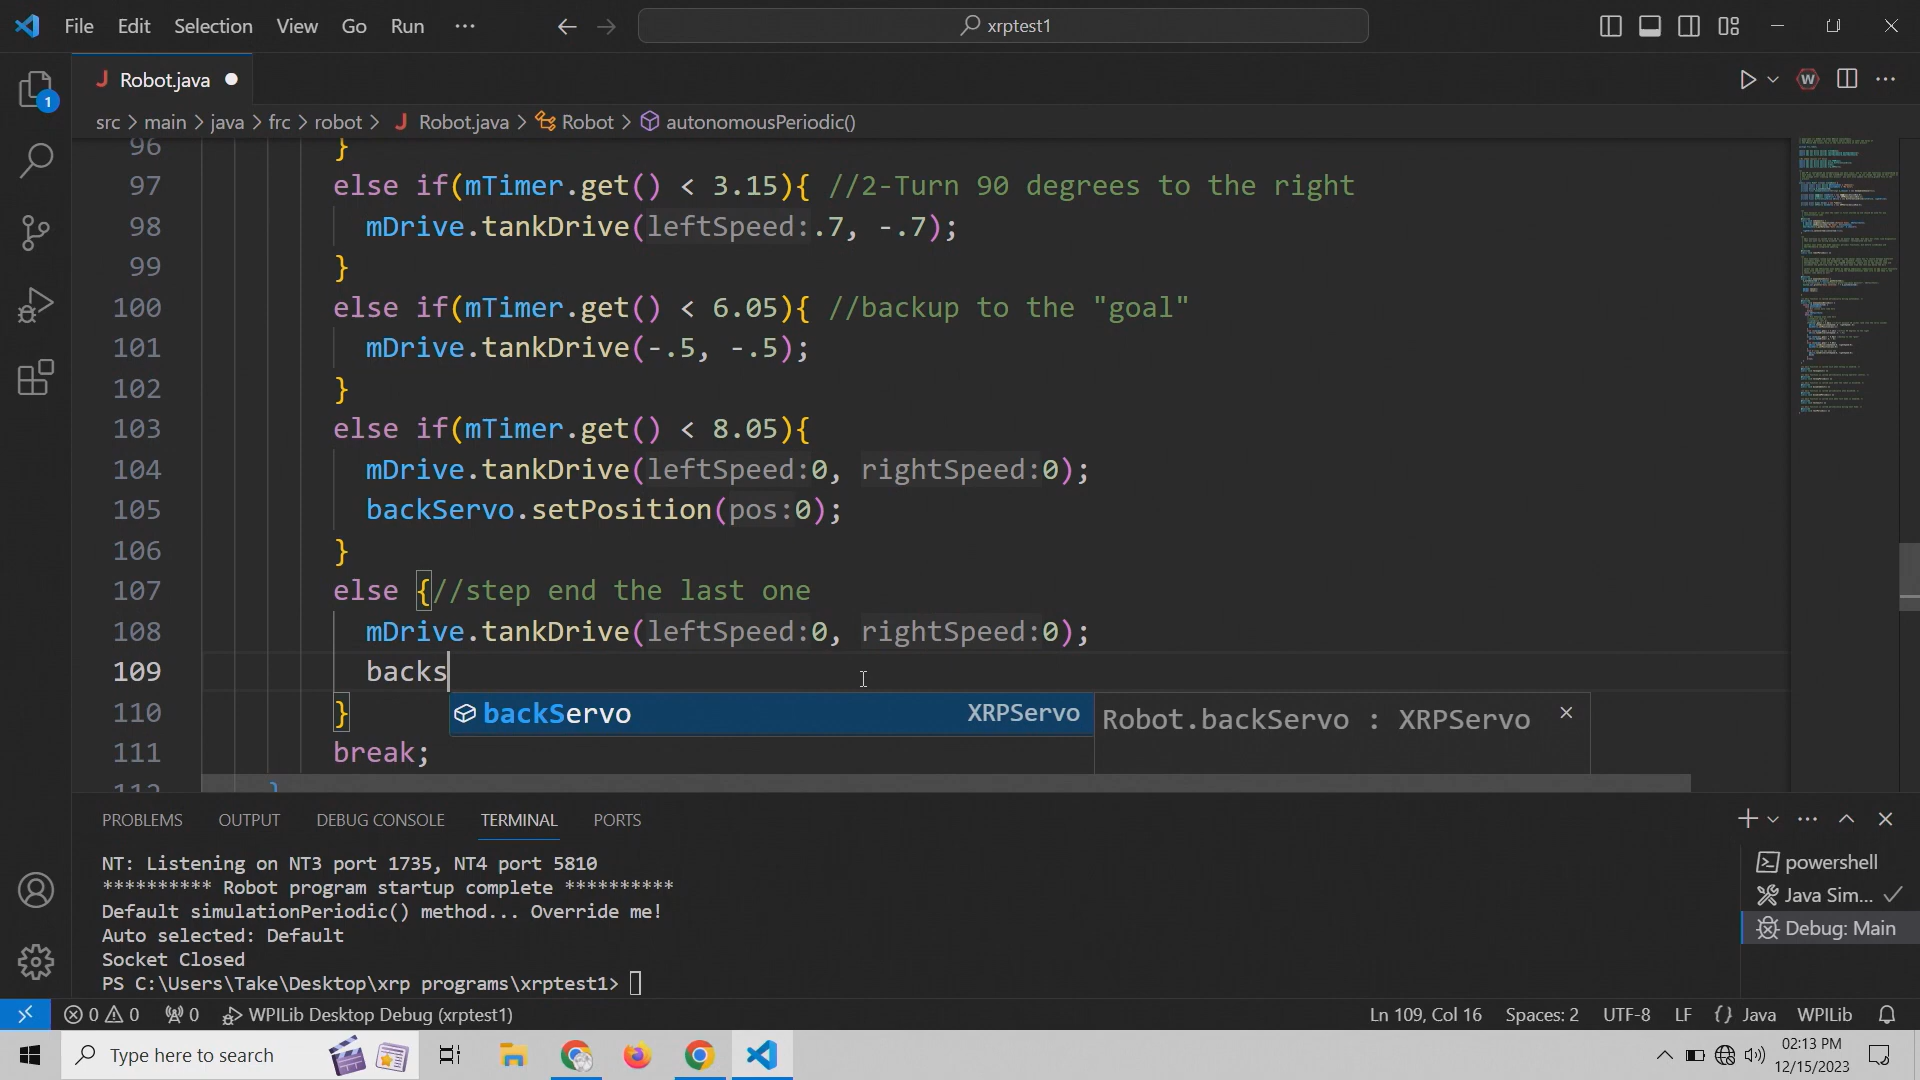 File Edit Selection View Go Run ··· xrptest1
J Robot.java
src > main > java > frc > robot > J Robot.java > Robot > autonomousPeriodic()
96 }
97 else if(mTimer.get() < 3.15){ //2-Turn 90 degrees to the right
98 mDrive.tankDrive(leftSpeed:.7, -.7);
99 }
100 else if(mTimer.get() < 6.05){ //backup to the "goal"
101 mDrive.tankDrive(-.5, -.5);
102 }
103 else if(mTimer.get() < 8.05){
104 mDrive.tankDrive(leftSpeed:0, rightSpeed:0);
105 backServo.setPosition(pos:0);
106 }
107 else {//step end the last one
108 mDrive.tankDrive(leftSpeed:0, rightSpeed:0);
109 backs
110 } backServo XRPServo Robot.backServo : XRPServo
111 break;
112 }
PROBLEMS OUTPUT DEBUG CONSOLE TERMINAL PORTS
NT: Listening on NT3 port 1735, NT4 port 5810
********** Robot program startup complete **********
Default simulationPeriodic() method... Override me!
Auto selected: Default
Socket Closed
PS C:\Users\Take\Desktop\xrp programs\xrptest1>
powershell
Java Sim...
Debug: Main
0 0 0 WPILib Desktop Debug (xrptest1) Ln 109, Col 16 Spaces: 2 UTF-8 LF {} Java WPILib
Type here to search
02:13 PM
12/15/2023